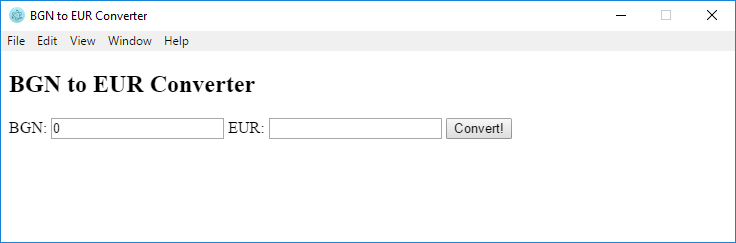 BGN to EUR Converter
File Edit View Window Help
BGN to EUR Converter
BGN: 0 EUR: Convert!